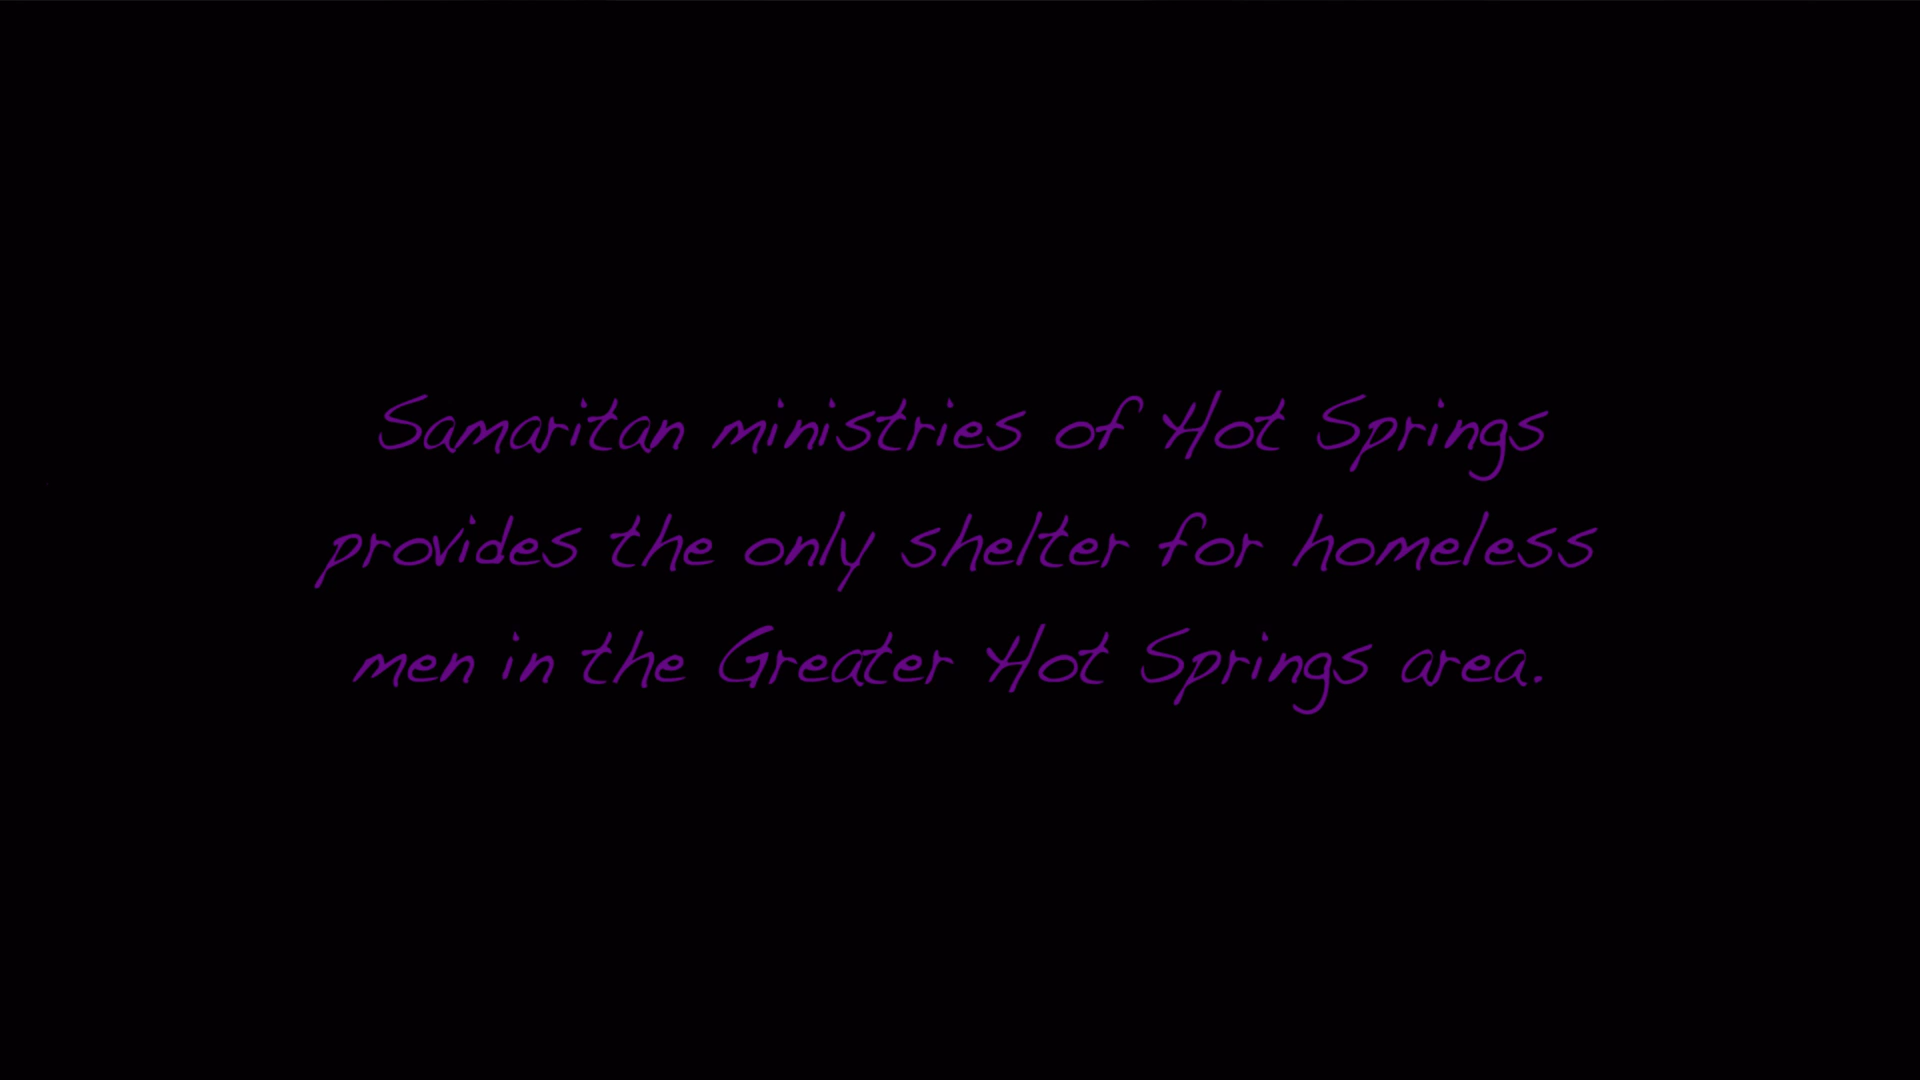 Samaritan ministries of Hot Springs
provides the only shelter for homeless
men in the Greater Hot Springs area.